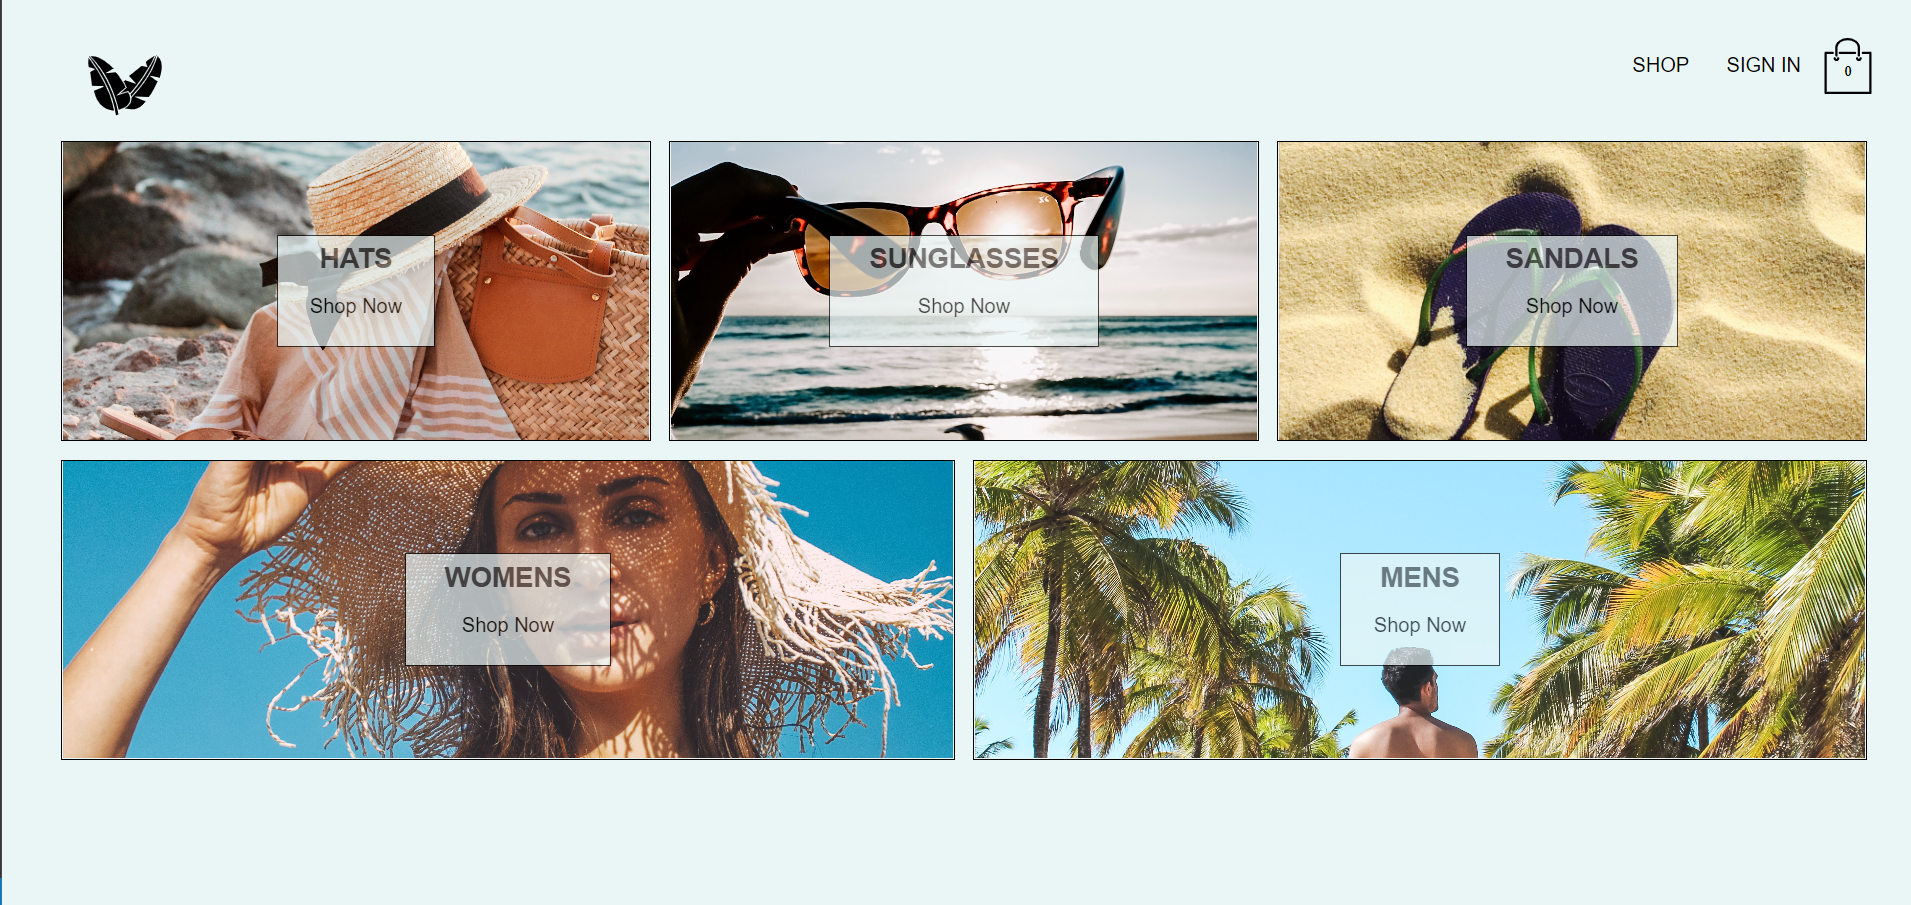 SHOP
SIGN IN
0
HATS
Shop Now
SUNGLASSES
Shop Now
SANDALS
Shop Now
WOMENS
Shop Now
MENS
Shop Now